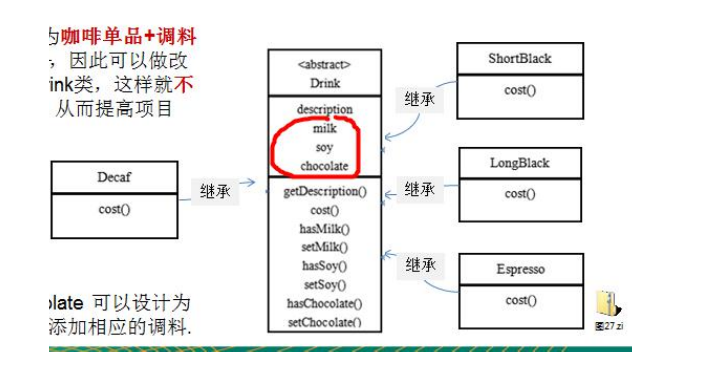 咖啡单品+调料
，因此可以做改
ink类，这样就不
从而提高项目
<abstract>
Drink
description
milk
soy
chocolate
getDescription()
cost()
hasMilk()
setMilk()
hasSoy()
setSoy()
hasChocolate()
setChocolate()
ShortBlack
cost()
继承
Decaf
cost()
继承
LongBlack
cost()
继承
Espresso
cost()
继承
olate 可以设计为
添加相应的调料.
图27.zi